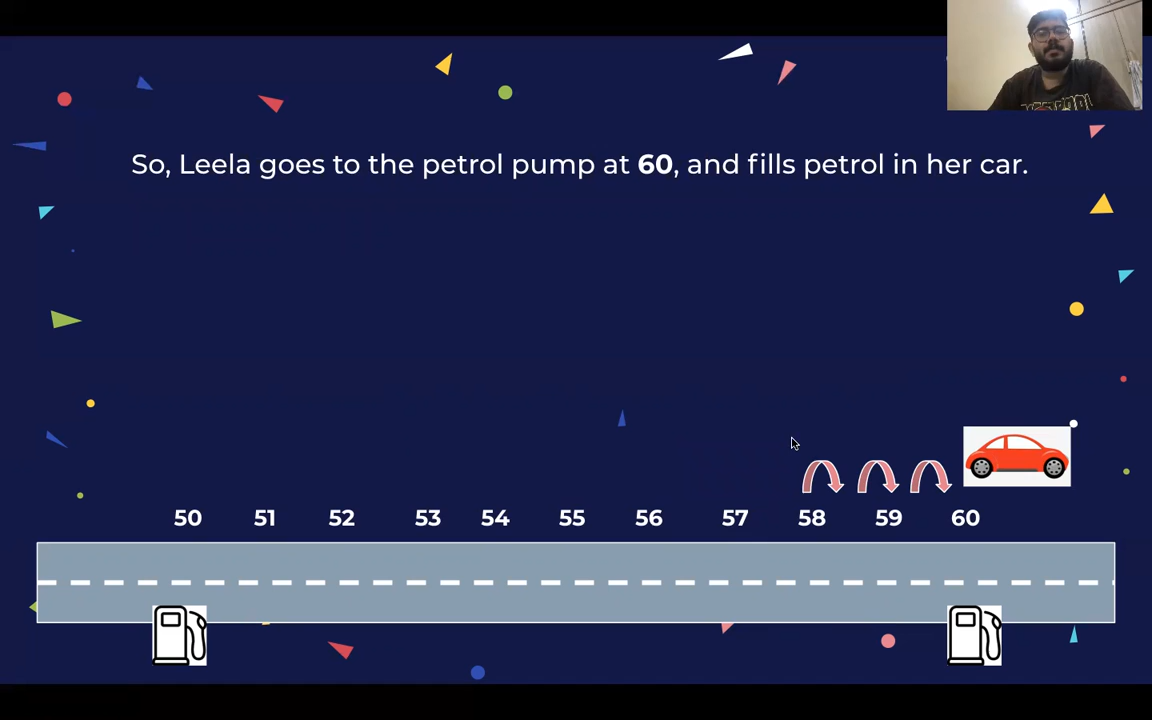 So, Leela goes to the petrol pump at 60, and fills petrol in her car.
50 51 52 53 54 55 56 57 58 59 60